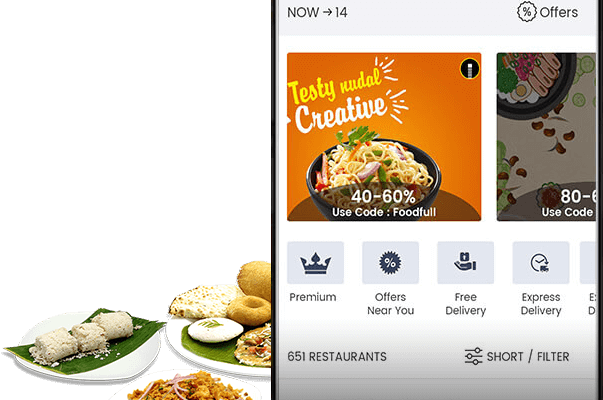 NOW → 14
Offers
Testy nudal
Creative
40-60%
Use Code : Foodfull
80-6
Use Code
Premium
Offers
Near You
Free
Delivery
Express
Delivery
651 RESTAURANTS
SHORT / FILTER